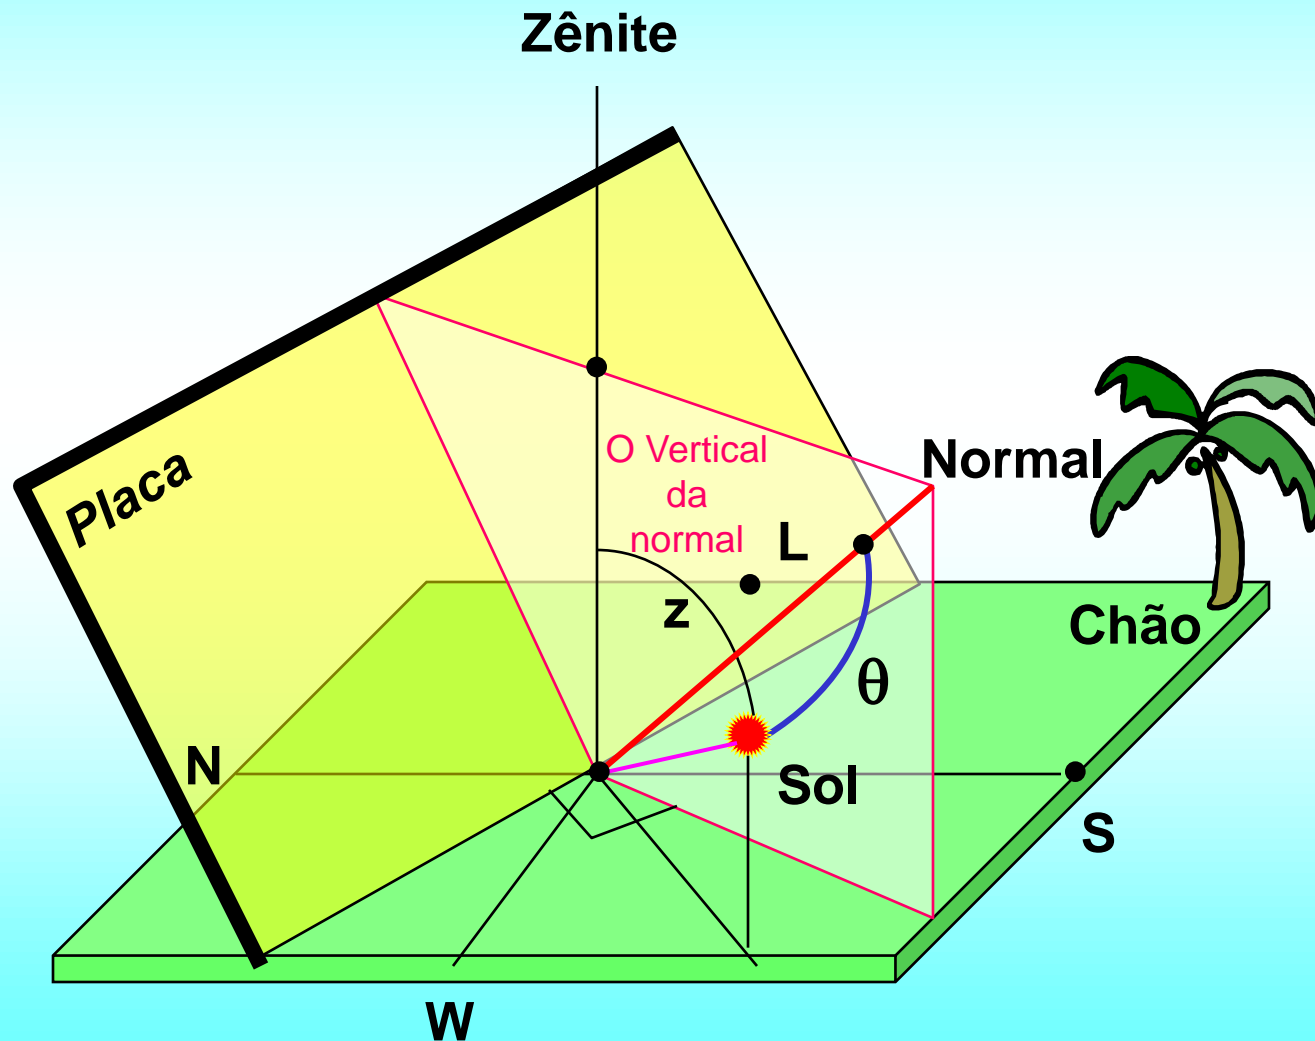 Zênite
Placa
O Vertical
da
normal
Normal
L
z
Chão
θ
N
Sol
S
W